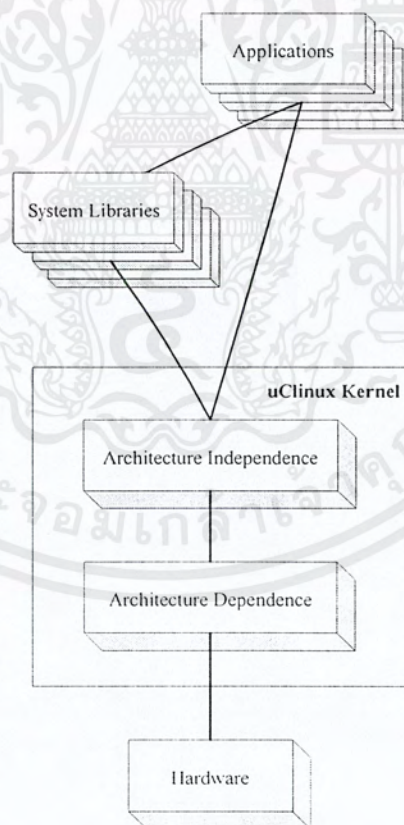 Applications
System Libraries
uClinux Kernel
Architecture Independence
Architecture Dependence
Hardware